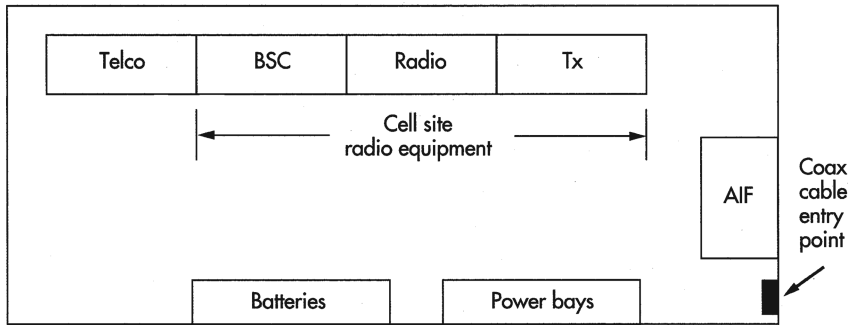 Telco
BSC
Radio
Tx
Cell site
radio equipment
AIF
Coax
cable
entry
point
Batteries
Power bays